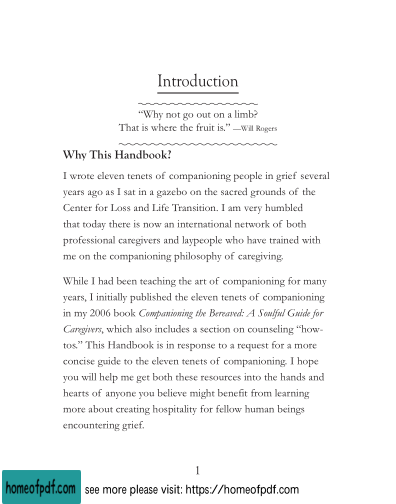 Introduction
“Why not go out on a limb?
That is where the fruit is.” —Will Rogers
Why This Handbook?
I wrote eleven tenets of companioning people in grief several
years ago as I sat in a gazebo on the sacred grounds of the
Center for Loss and Life Transition. I am very humbled
that today there is now an international network of both
professional caregivers and laypeople who have trained with
me on the companioning philosophy of caregiving.
While I had been teaching the art of companioning for many
years, I initially published the eleven tenets of companioning
in my 2006 book Companioning the Bereaved: A Soulful Guide for
Caregivers, which also includes a section on counseling “how-
tos.” This Handbook is in response to a request for a more
concise guide to the eleven tenets of companioning. I hope
you will help me get both these resources into the hands and
hearts of anyone you believe might benefit from learning
more about creating hospitality for fellow human beings
encountering grief.
1
homeofpdf.com see more please visit: https://homeofpdf.com